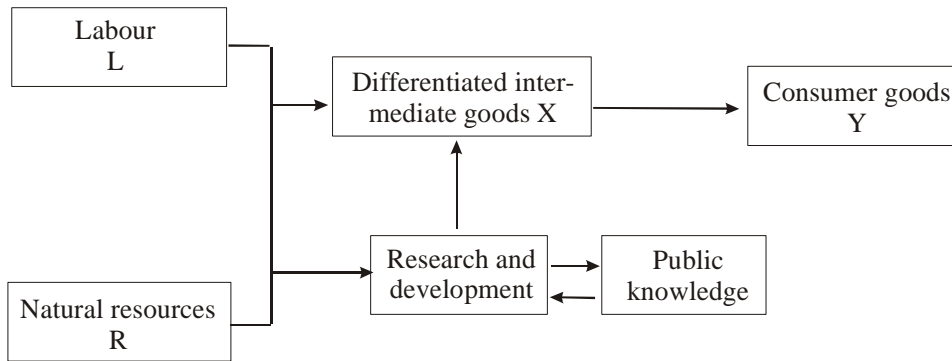 Labour
L
Differentiated inter-
mediate goods X
Consumer goods
Y
Research and
development
Public
knowledge
Natural resources
R